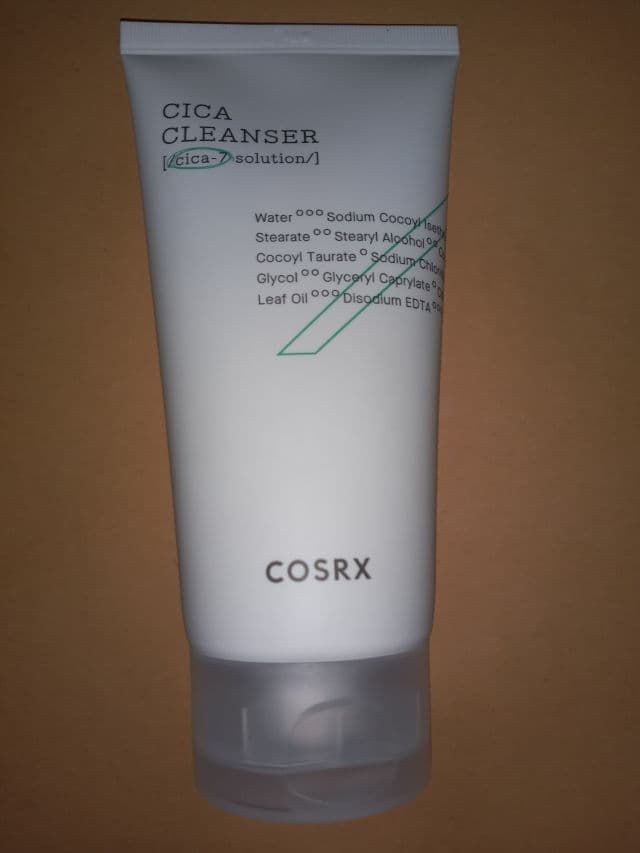 CICA
CLEANSER
[/cica-7 solution/]
Water °°° Sodium Cocoyl
Stearate °° Stearyl Alcohol °°
Cocoyl Taurate ° Sodium
Glycol °° Glyceryl Caprylate °
Leaf Oil °°° Disodium EDTA °°
COSRX